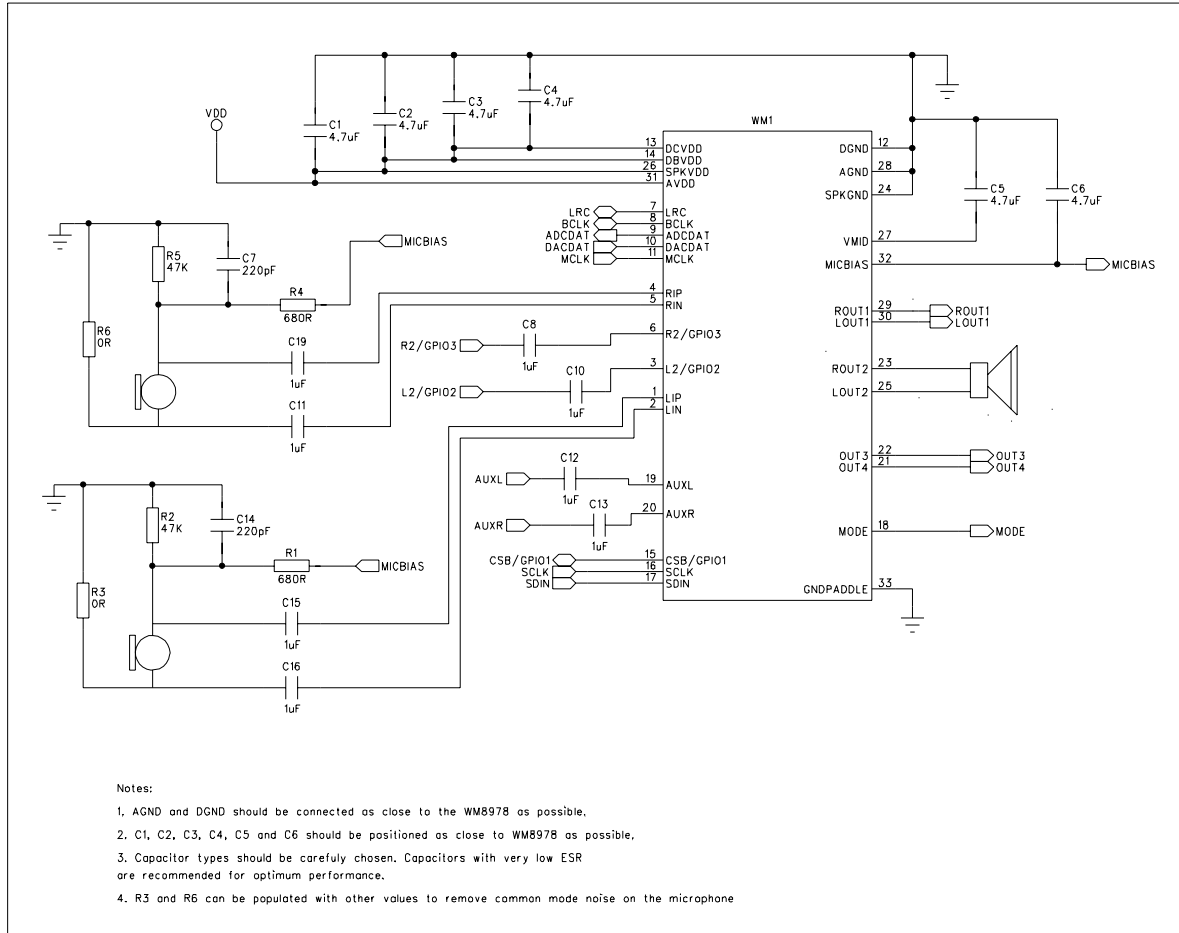 VDD
C1
4.7uF
C2
4.7uF
C3
4.7uF
C4
4.7uF
WM1
13
DCVDD
14
DBVDD
26
SPKVDD
31
AVDD
DGND
12
AGND
28
SPKGND
24
C5
4.7uF
C6
4.7uF
LRC
7
LRC
BCLK
8
BCLK
ADCDAT
9
ADCDAT
DACDAT
10
DACDAT
MCLK
11
MCLK
VMID
27
MICBIAS
32
MICBIAS
R5
47K
C7
220pF
MICBIAS
R4
680R
4
RIP
5
RIN
R6
0R
C19
1uF
C11
1uF
R2/GPIO3
C8
1uF
6
R2/GPIO3
L2/GPIO2
C10
1uF
3
L2/GPIO2
1
LIP
2
LIN
ROUT1
29
ROUT1
LOUT1
30
LOUT1
ROUT2
23
LOUT2
25
OUT3
22
OUT3
OUT4
21
OUT4
AUXL
C12
1uF
19
AUXL
AUXR
C13
1uF
20
AUXR
MODE
18
MODE
CSB/GPIO1
15
CSB/GPIO1
SCLK
16
SCLK
SDIN
17
SDIN
GNDPADDLE
33
R2
47K
C14
220pF
R1
680R
MICBIAS
R3
0R
C15
1uF
C16
1uF
Notes:
1. AGND and DGND should be connected as close to the WM8978 as possible.
2. C1, C2, C3, C4, C5 and C6 should be positioned as close to WM8978 as possible.
3. Capacitor types should be carefuly chosen. Capacitors with very low ESR
are recommended for optimum performance.
4. R3 and R6 can be populated with other values to remove common mode noise on the microphone